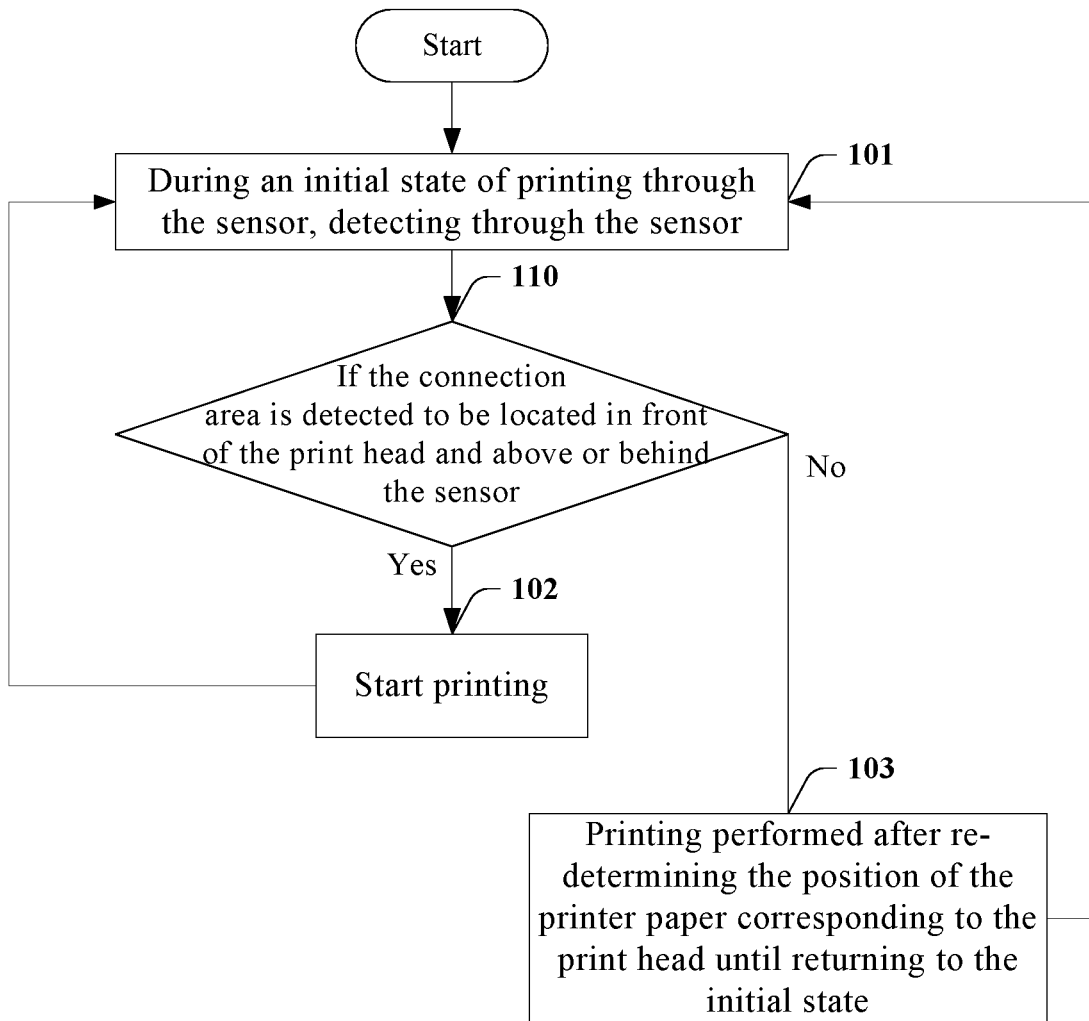 Start
101
During an initial state of printing through
the sensor, detecting through the sensor
110
If the connection
area is detected to be located in front
of the print head and above or behind
the sensor
No
Yes
102
Start printing
103
Printing performed after re-
determining the position of the
printer paper corresponding to the
print head until returning to the
initial state